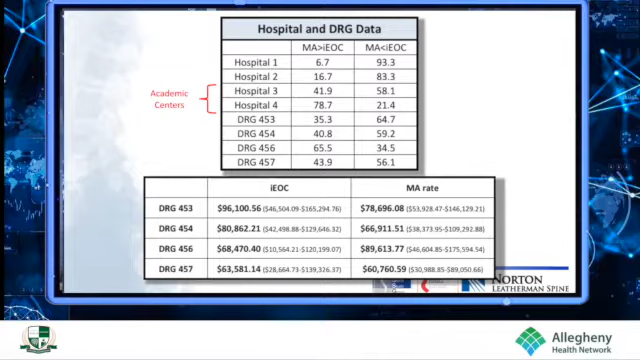 Hospital and DRG Data
MA>iEOC MA<iEOC
Hospital 1 6.7 93.3
Hospital 2 16.7 83.3
Academic Centers
Hospital 3 41.9 58.1
Hospital 4 78.7 21.4
DRG 453 35.3 64.7
DRG 454 40.8 59.2
DRG 456 65.5 34.5
DRG 457 43.9 56.1
iEOC MA rate
DRG 453 $96,100.56 ($46,504.09-$165,294.76) $78,696.08 ($53,928.47-$146,129.21)
DRG 454 $80,862.21 ($42,498.88-$129,646.32) $66,911.51 ($38,373.95-$109,292.88)
DRG 456 $68,470.40 ($10,564.21-$120,199.07) $89,613.77 ($46,604.85-$175,594.54)
DRG 457 $63,581.14 ($28,664.73-$139,326.37) $60,760.59 ($30,988.85-$89,050.66)
NORTON
LEATHERMAN SPINE
Allegheny
Health Network